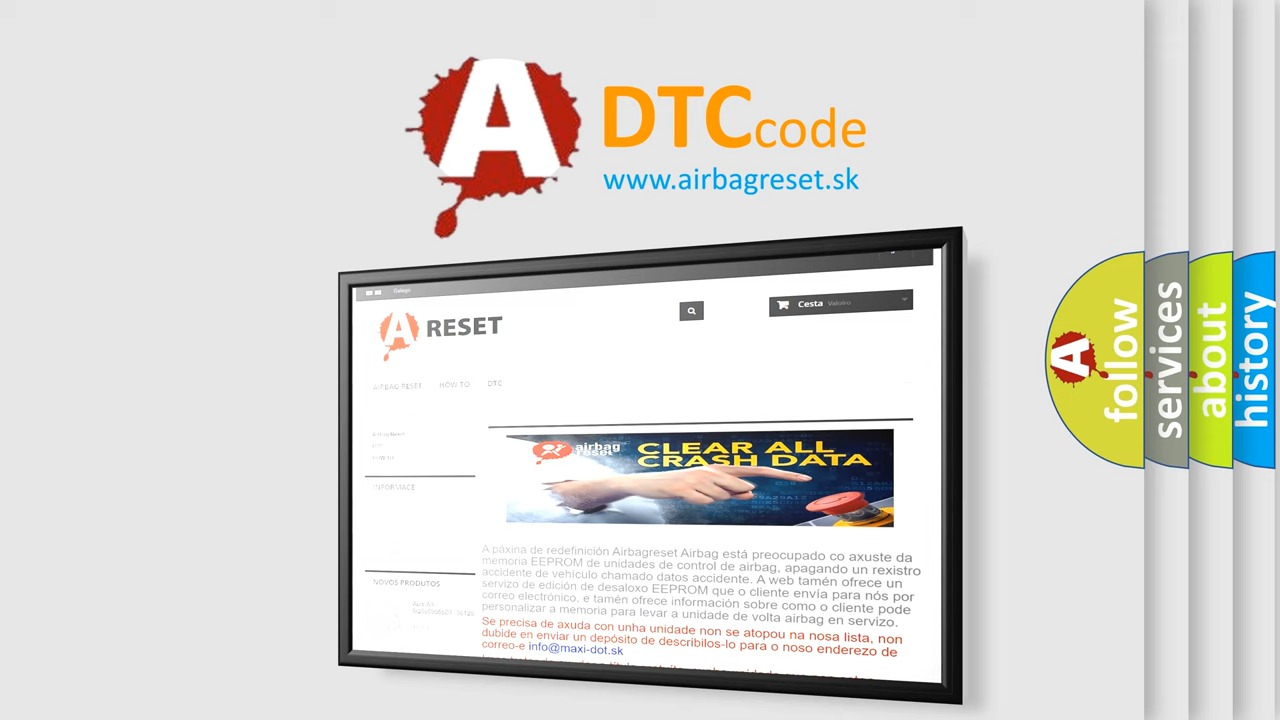 A
DTC code
www.airbagreset.sk
Galego
A RESET
Cesta Valeiro
AIRBAG RESET HOW TO DTC
INFORMACE
NOVOS PRODUTOS
airbag
reset
CLEAR ALL
CRASH DATA
A páxina de redefinición Airbagreset Airbag está preocupado co axuste da
memoria EEPROM de unidades de control de airbag, apagando un rexistro
accidente de vehículo chamado datos accidente. A web tamén ofrece un
servizo de edición de desaloxo EEPROM que o cliente envía para nós por
correo electrónico, e tamén ofrece información sobre como o cliente pode
personalizar a memoria para levar a unidade de volta airbag en servizo.
Se precisa de axuda con unha unidade non se atopou na nosa lista, non
dubide en enviar un depósito de describilos-lo para o noso enderezo de
correo-e info@maxi-dot.sk
A
follow
services
about
history